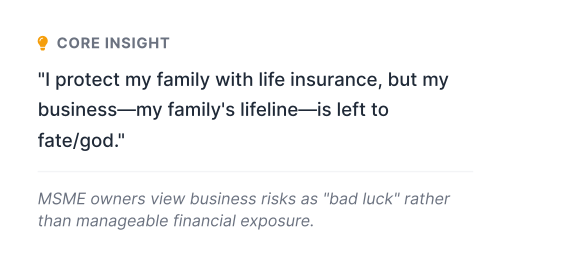 CORE INSIGHT
"I protect my family with life insurance, but my
business—my family's lifeline—is left to
fate/god."
MSME owners view business risks as "bad luck" rather
than manageable financial exposure.